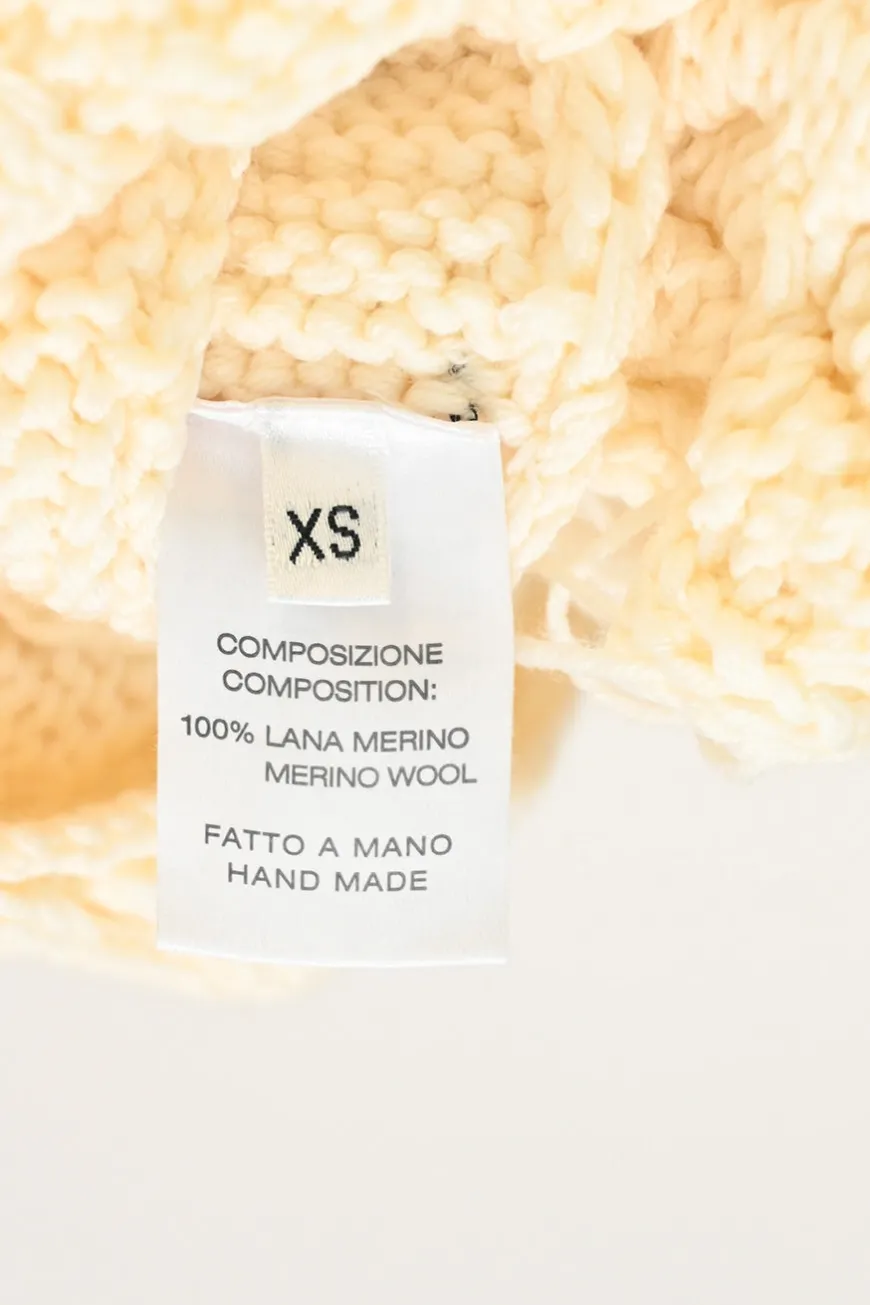 XS
COMPOSIZIONE
COMPOSITION:
100% LANA MERINO
MERINO WOOL
FATTO A MANO
HAND MADE